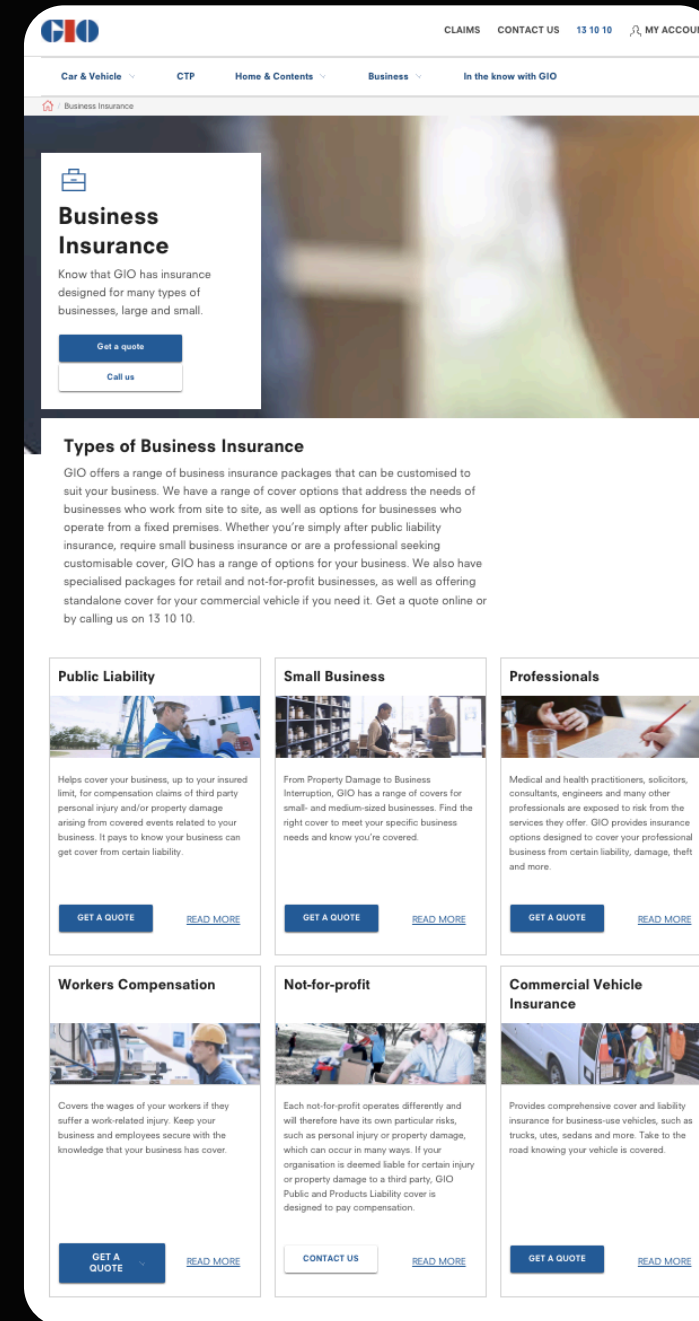 GIO
CLAIMS CONTACT US 13 10 10
MY
Car & Vehicle CTP Home & Contents Business In the know with GIO
/ Business Insurance
Business
Insurance
Know that GIO has insurance
designed for many types of
businesses, large and small.
Get a quote
Call us
Types of Business Insurance
GIO offers a range of business insurance packages that can be customised to
suit your business. We have a range of cover options that address the needs of
businesses who work from site to site, as well as options for businesses who
operate from a fixed premises. Whether you're simply after public liability
insurance, require small business insurance or are a professional seeking
customisable cover, GIO has a range of options for your business. We also have
specialised packages for retail and not-for-profit businesses, as well as offering
standalone cover for your commercial vehicle if you need it. Get a quote online or
by calling us on 13 10 10.
Public Liability
Helps cover your business, up to your insured
limit, for compensation claims of third party
personal injury and/or property damage
arising from covered events related to your
business. It pays to know your business can
get cover from certain liability.
GET A QUOTE READ MORE
Small Business
From Property Damage to Business
Interruption, GIO has a range of covers for
small- and medium-sized businesses. Find the
right cover to meet your specific business
needs and know you're covered.
GET A QUOTE READ MORE
Professionals
Medical and health practitioners, solicitors,
consultants, engineers and many other
professionals are exposed to risk from the
services they offer. GIO provides insurance
options designed to cover your professional
business from certain liability, damage, theft
and more.
GET A QUOTE READ MORE
Workers Compensation
Covers the wages of your workers if they
suffer a work-related injury. Keep your
business and employees secure with the
knowledge that your business has cover.
GET A
QUOTE
READ MORE
Not-for-profit
Each not-for-profit operates differently and
will therefore have its own particular risks,
such as personal injury or property damage,
which can occur in many ways. If your
organisation is deemed liable for certain injury
or property damage to a third party, GIO
Public and Products Liability cover is
designed to pay compensation.
CONTACT US READ MORE
Commercial Vehicle
Insurance
Provides comprehensive cover and liability
insurance for business-use vehicles, such as
trucks, utes, sedans and more. Take to the
road knowing your vehicle is covered.
GET A QUOTE READ MORE